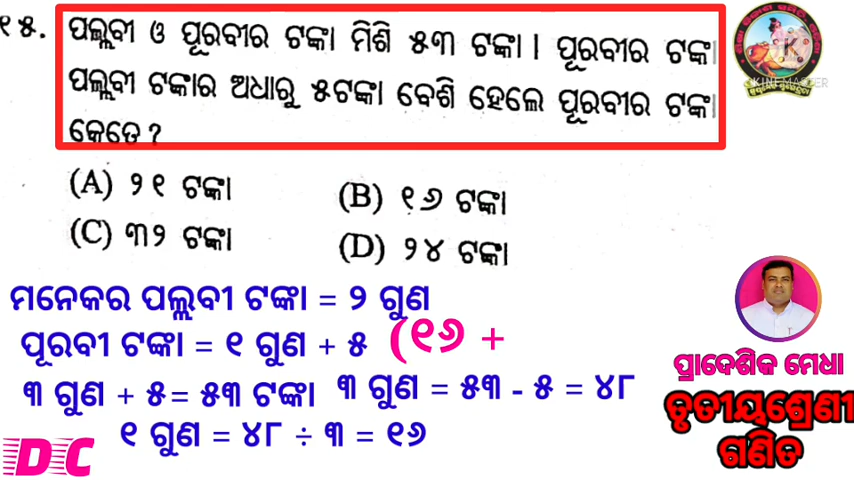 ୧୫. ପଲ୍ଲବୀ ଓ ପୂରବୀର ଟଙ୍କା ମିଶି ୫୩ ଟଙ୍କା । ପୂରବୀର ଟଙ୍କା
ପଲ୍ଲବୀ ଟଙ୍କାର ଅଧାରୁ ୫ଟଙ୍କା ବେଶି ହେଲେ ପୂରବୀର ଟଙ୍କା
କେତେ ?
(A) ୨୧ ଟଙ୍କା (B) ୧୬ ଟଙ୍କା
(C) ୩୨ ଟଙ୍କା (D) ୨୪ ଟଙ୍କା
ମନେକର ପଲ୍ଲବୀ ଟଙ୍କା = ୨ ଗୁଣ
ପୂରବୀ ଟଙ୍କା = ୧ ଗୁଣ + ୫ (୧୬ +
୩ ଗୁଣ + ୫= ୫୩ ଟଙ୍କା ୩ ଗୁଣ = ୫୩ - ୫ = ୪୮
୧ ଗୁଣ = ୪୮ ÷ ୩ = ୧୬
ପ୍ରାଦେଶିକ ମେଧା
ତୃତୀୟଶ୍ରେଣୀ
ଗଣିତ
DC